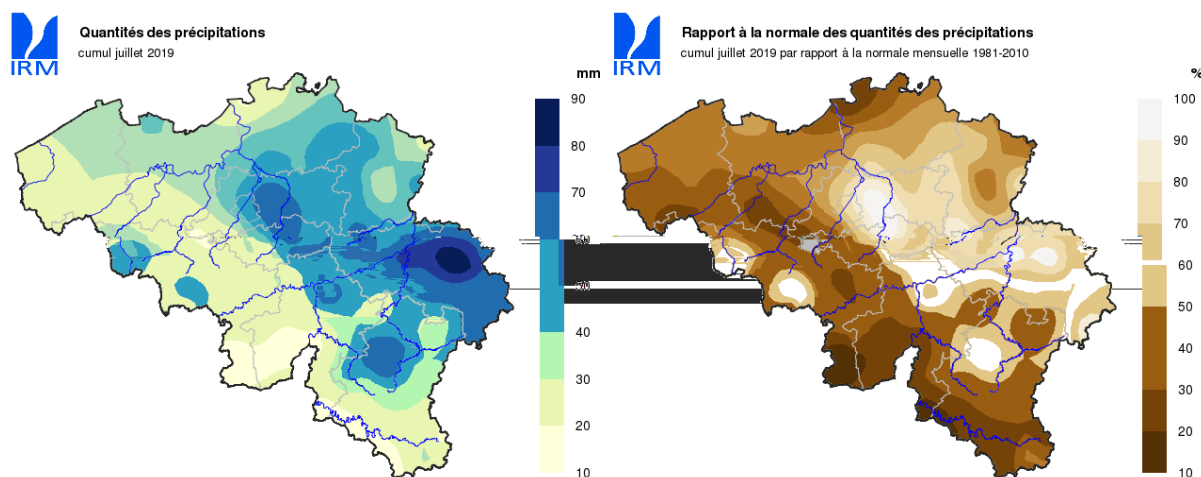 IRM
Quantités des précipitations
cumul juillet 2019
mm
90
80
70
40
30
20
10
IRM
Rapport à la normale des quantités des précipitations
cumul juillet 2019 par rapport à la normale mensuelle 1981-2010
%
100
90
80
70
60
50
40
30
20
10